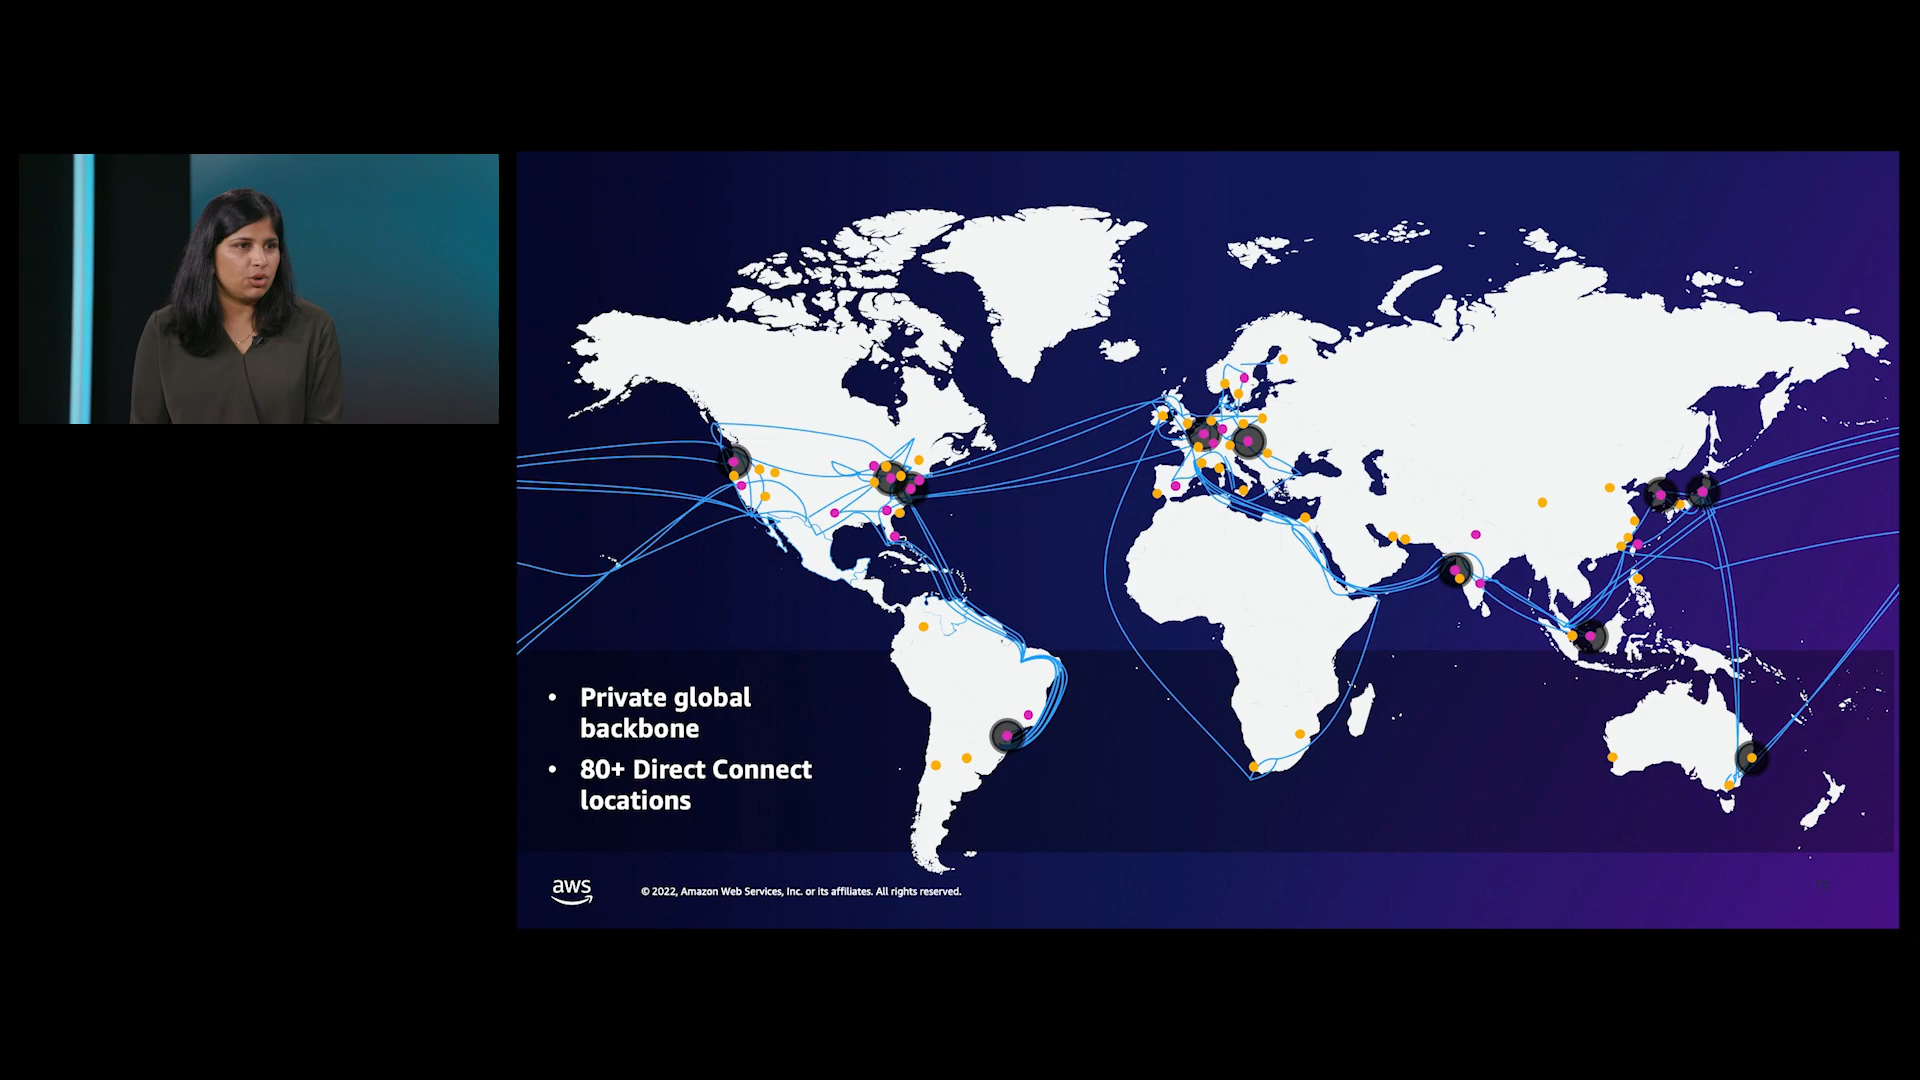 • Private global
backbone
• 80+ Direct Connect
locations
aws
© 2022, Amazon Web Services, Inc. or its affiliates. All rights reserved.